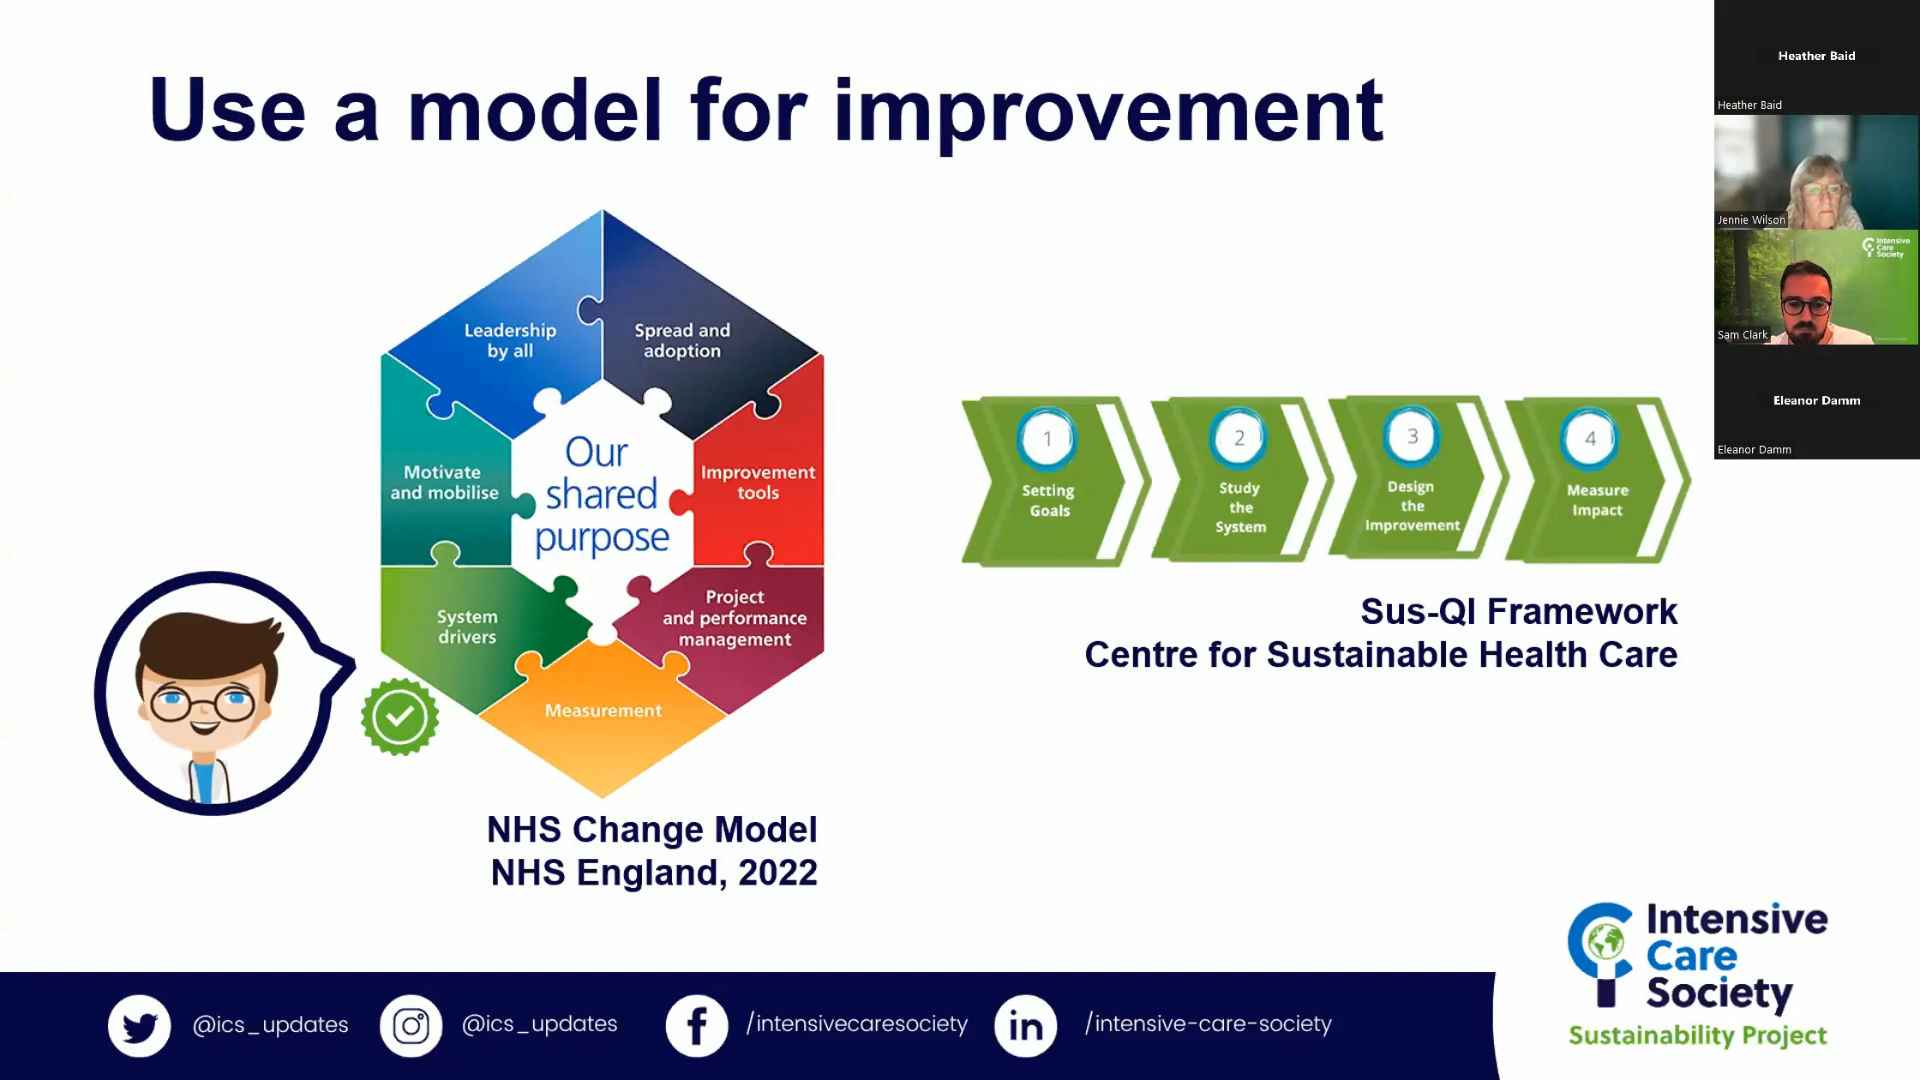 Use a model for improvement
Leadership
by all
Spread and
adoption
Motivate
and mobilise
Our
shared
purpose
Improvement
tools
System
drivers
Project
and performance
management
Measurement
NHS Change Model
NHS England, 2022
1
Setting
Goals
2
Study
the
System
3
Design
the
Improvement
4
Measure
Impact
Sus-QI Framework
Centre for Sustainable Health Care
Heather Baid
Heather Baid
Jennie Wilson
Intensive
Care
Society
Sam Clark
Eleanor Damm
Eleanor Damm
Intensive
Care
Society
Sustainability Project
@ics_updates
@ics_updates
/intensivecaresociety
/intensive-care-society